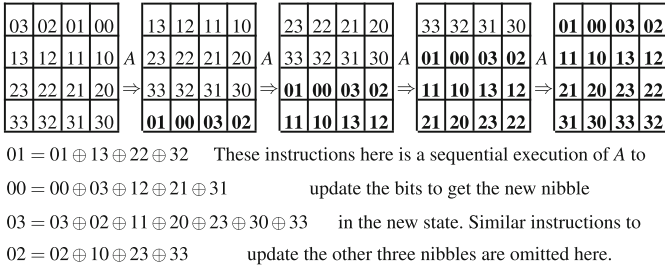 03 02 01 00 13 12 11 10 23 22 21 20 33 32 31 30 01 00 03 02
13 12 11 10 A 23 22 21 20 A 33 32 31 30 A 01 00 03 02 A 11 10 13 12
23 22 21 20 ⇒ 33 32 31 30 ⇒ 01 00 03 02 ⇒ 11 10 13 12 ⇒ 21 20 23 22
33 32 31 30 01 00 03 02 11 10 13 12 21 20 23 22 31 30 33 32
01 = 01 ⊕ 13 ⊕ 22 ⊕ 32 These instructions here is a sequential execution of A to
00 = 00 ⊕ 03 ⊕ 12 ⊕ 21 ⊕ 31 update the bits to get the new nibble
03 = 03 ⊕ 02 ⊕ 11 ⊕ 20 ⊕ 23 ⊕ 30 ⊕ 33 in the new state. Similar instructions to
02 = 02 ⊕ 10 ⊕ 23 ⊕ 33 update the other three nibbles are omitted here.